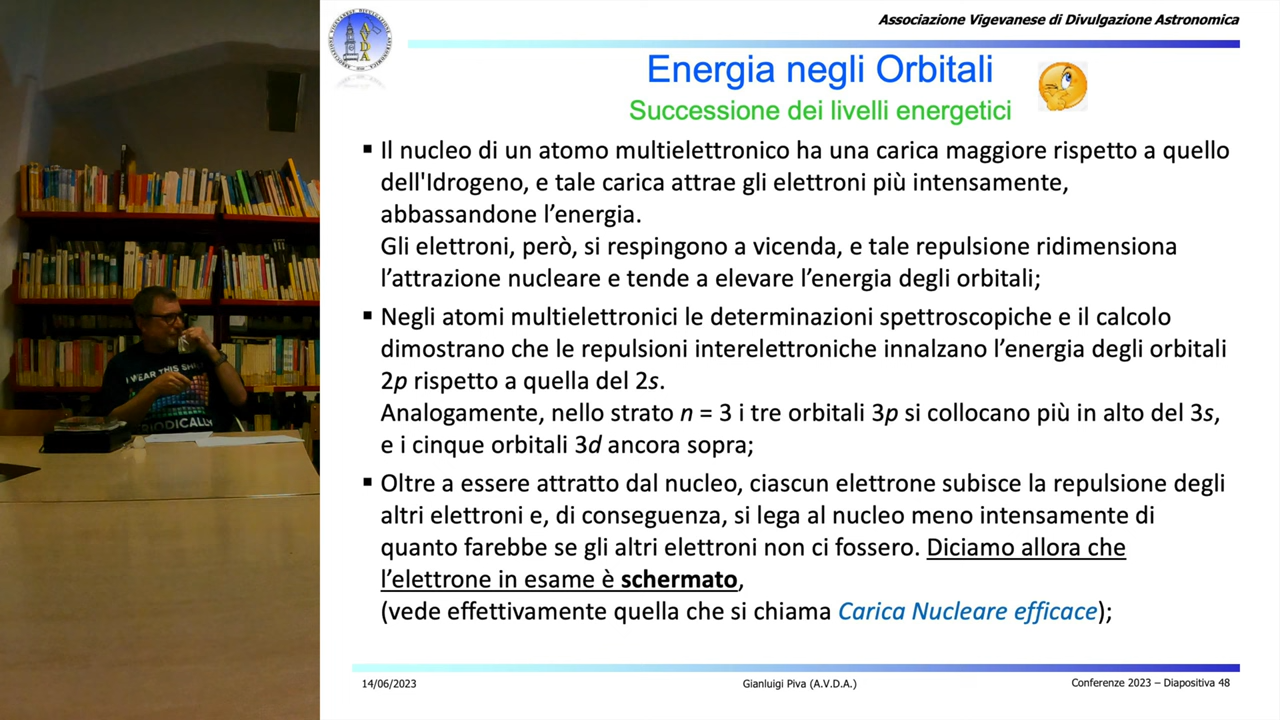 Associazione Vigevanese di Divulgazione Astronomica
A.V.D.A.
Energia negli Orbitali
Successione dei livelli energetici
▪ Il nucleo di un atomo multielettronico ha una carica maggiore rispetto a quello
dell'Idrogeno, e tale carica attrae gli elettroni più intensamente,
abbassandone l’energia.
Gli elettroni, però, si respingono a vicenda, e tale repulsione ridimensiona
l’attrazione nucleare e tende a elevare l’energia degli orbitali;
▪ Negli atomi multielettronici le determinazioni spettroscopiche e il calcolo
dimostrano che le repulsioni interelettroniche innalzano l’energia degli orbitali
2p rispetto a quella del 2s.
Analogamente, nello strato n = 3 i tre orbitali 3p si collocano più in alto del 3s,
e i cinque orbitali 3d ancora sopra;
▪ Oltre a essere attratto dal nucleo, ciascun elettrone subisce la repulsione degli
altri elettroni e, di conseguenza, si lega al nucleo meno intensamente di
quanto farebbe se gli altri elettroni non ci fossero. Diciamo allora che
l’elettrone in esame è schermato,
(vede effettivamente quella che si chiama Carica Nucleare efficace);
I WEAR THIS
14/06/2023
Gianluigi Piva (A.V.D.A.)
Conferenze 2023 – Diapositiva 48